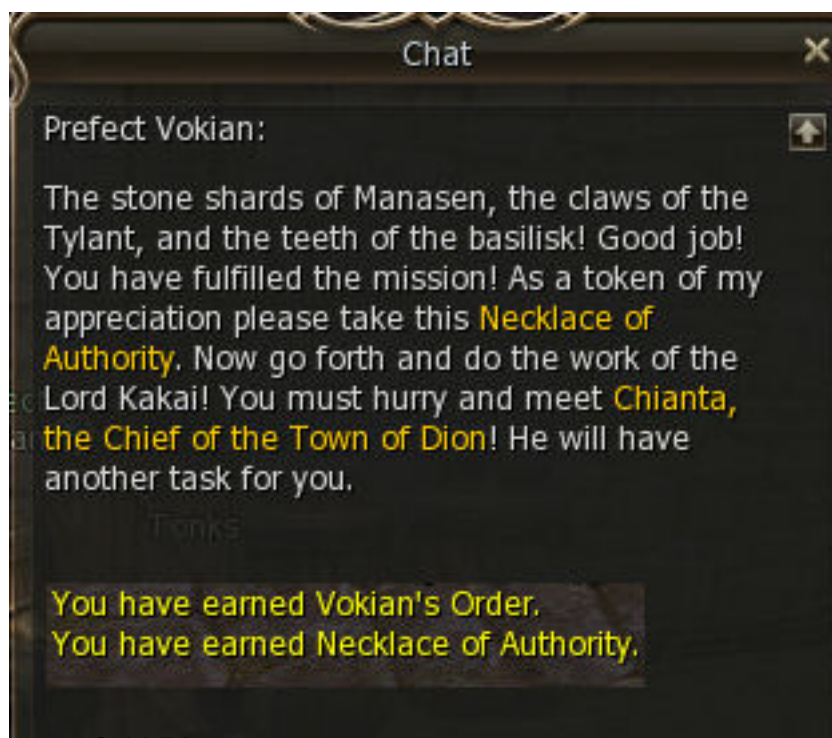 Chat
Prefect Vokian:
The stone shards of Manasen, the claws of the
Tylant, and the teeth of the basilisk! Good job!
You have fulfilled the mission! As a token of my
appreciation please take this Necklace of
Authority. Now go forth and do the work of the
Lord Kakai! You must hurry and meet Chianta,
the Chief of the Town of Dion! He will have
another task for you.
Tonks
You have earned Vokian's Order.
You have earned Necklace of Authority.